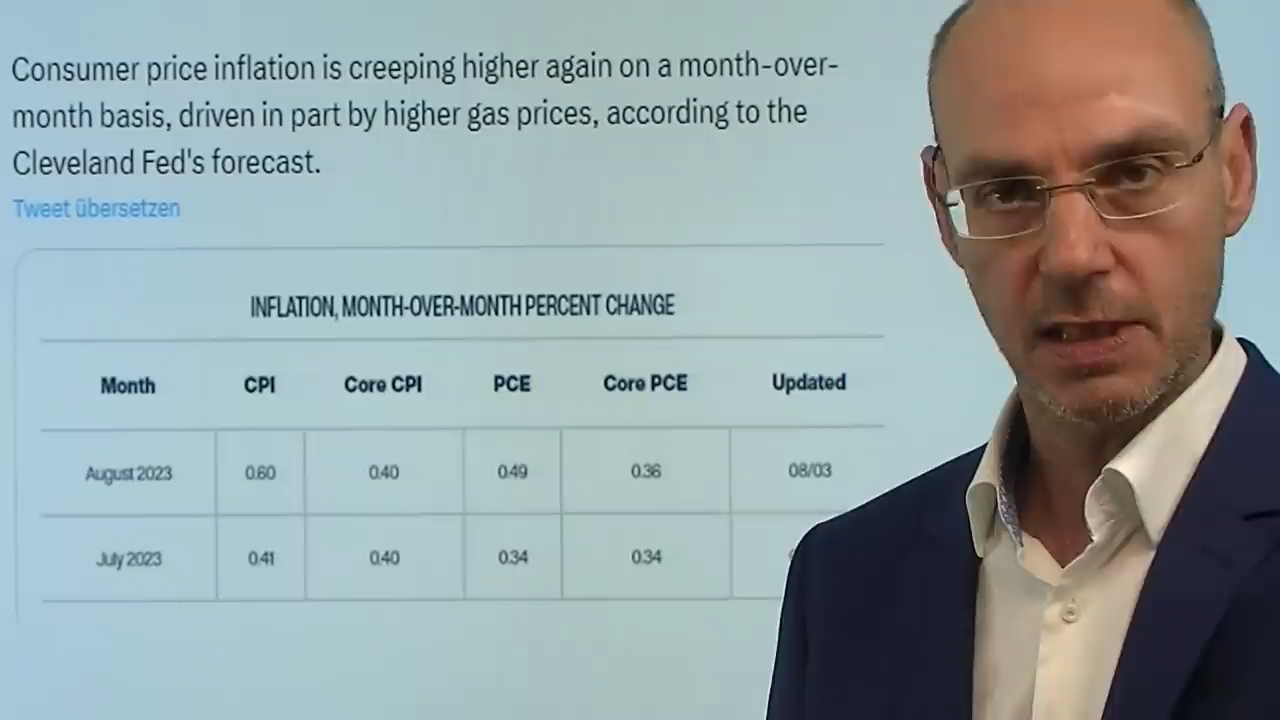 Consumer price inflation is creeping higher again on a month-over-
month basis, driven in part by higher gas prices, according to the
Cleveland Fed's forecast.
Tweet übersetzen
INFLATION, MONTH-OVER-MONTH PERCENT CHANGE
Month CPI Core CPI PCE Core PCE Updated
August 2023 0.60 0.40 0.49 0.36 08/03
July 2023 0.41 0.40 0.34 0.34